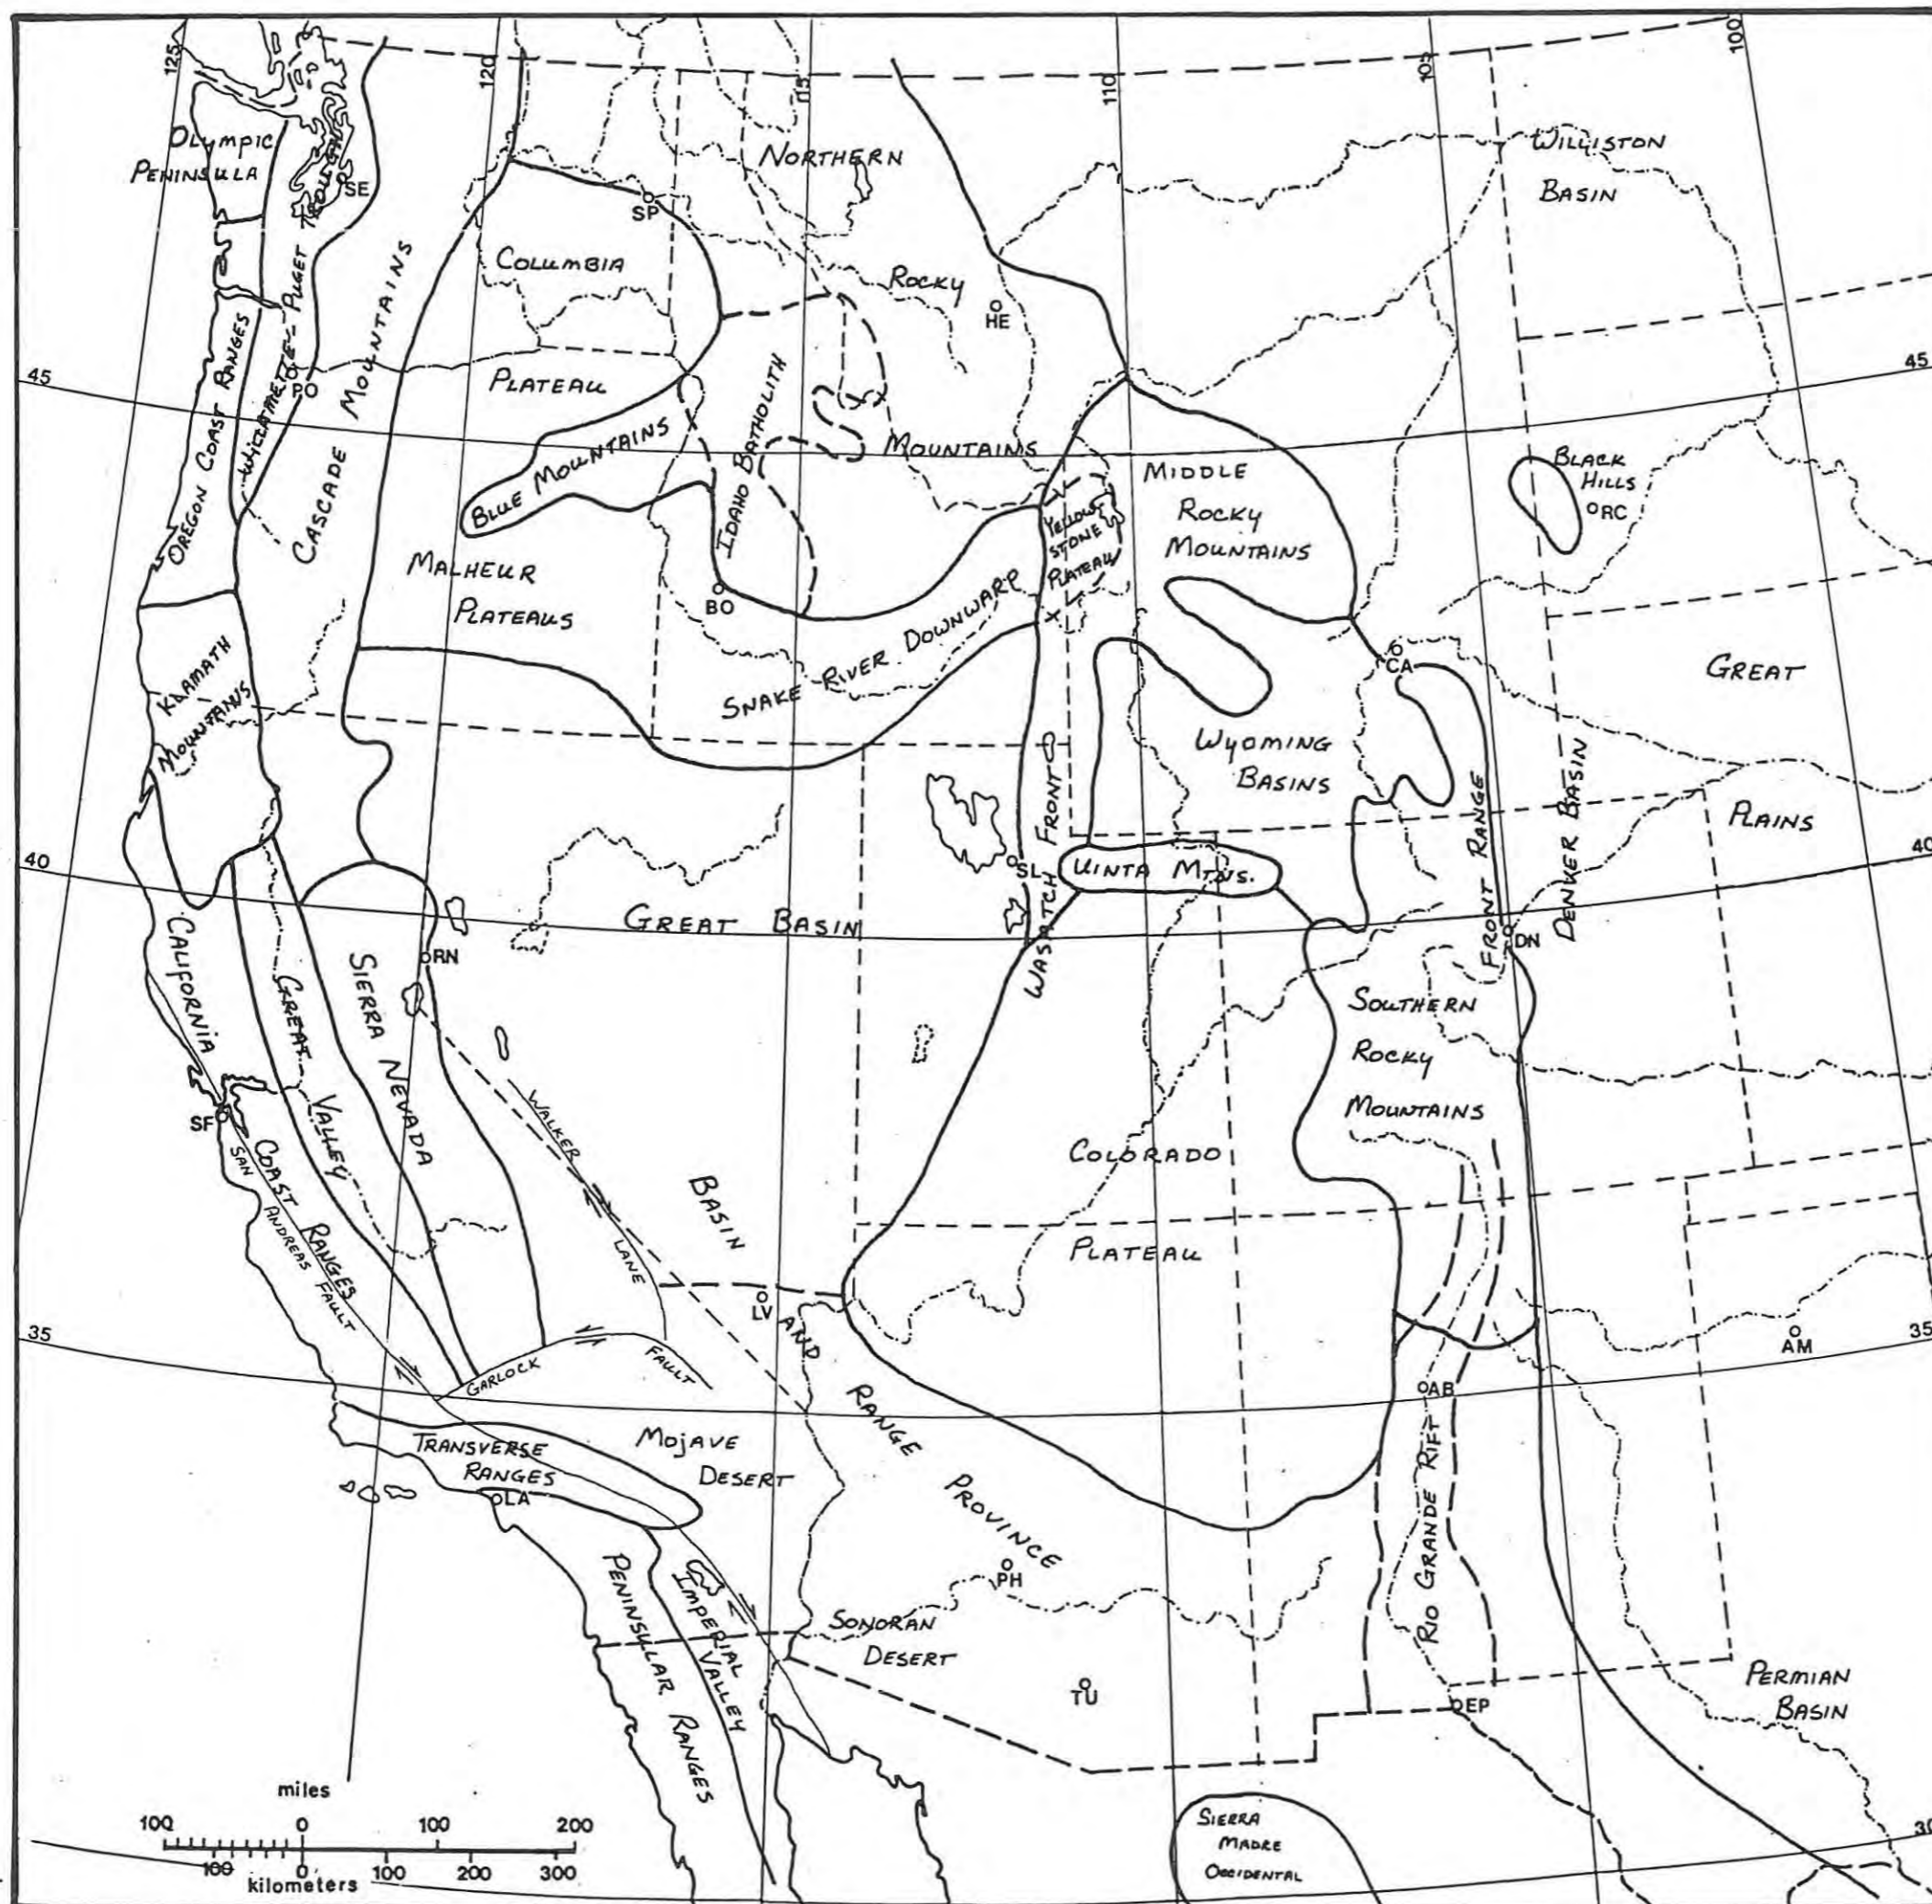 125
120
115
110
105
100
OLYMPIC
PENINSULA
SE
WILLAMETTE - PUGET TROUGH
NORTHERN
WILLISTON
BASIN
SP
COLUMBIA
ROCKY
HE
CASCADE MOUNTAINS
OREGON COAST RANGES
PO
45
45
PLATEAU
BLUE MOUNTAINS
IDAHO BATHOLITH
MOUNTAINS
MIDDLE
ROCKY
MOUNTAINS
BLACK
HILLS
RC
YELLOW-
STONE
PLATEAU
MALHEUR
PLATEAUS
BO
SNAKE RIVER DOWNWARP
KLAMATH
MOUNTAINS
CA
GREAT
WYOMING
BASINS
PLAINS
WASATCH FRONT
FRONT RANGE
DENVER BASIN
40
40
SL
UINTA MTNS.
GREAT BASIN
DN
RN
CALIFORNIA
COAST RANGES
GREAT
VALLEY
SIERRA NEVADA
SOUTHERN
ROCKY
MOUNTAINS
SF
SAN
ANDREAS FAULT
WALKER
LANE
BASIN
AND
RANGE
PROVINCE
COLORADO
PLATEAU
LV
35
35
GARLOCK
FAULT
AM
AB
TRANSVERSE
RANGES
MOJAVE
DESERT
LA
RIO GRANDE RIFT
PH
PENINSULAR RANGES
IMPERIAL
VALLEY
SONORAN
DESERT
TU
EP
PERMIAN
BASIN
SIERRA
MADRE
OCCIDENTAL
30
miles
100 0 100 200
100 0 100 200 300
kilometers